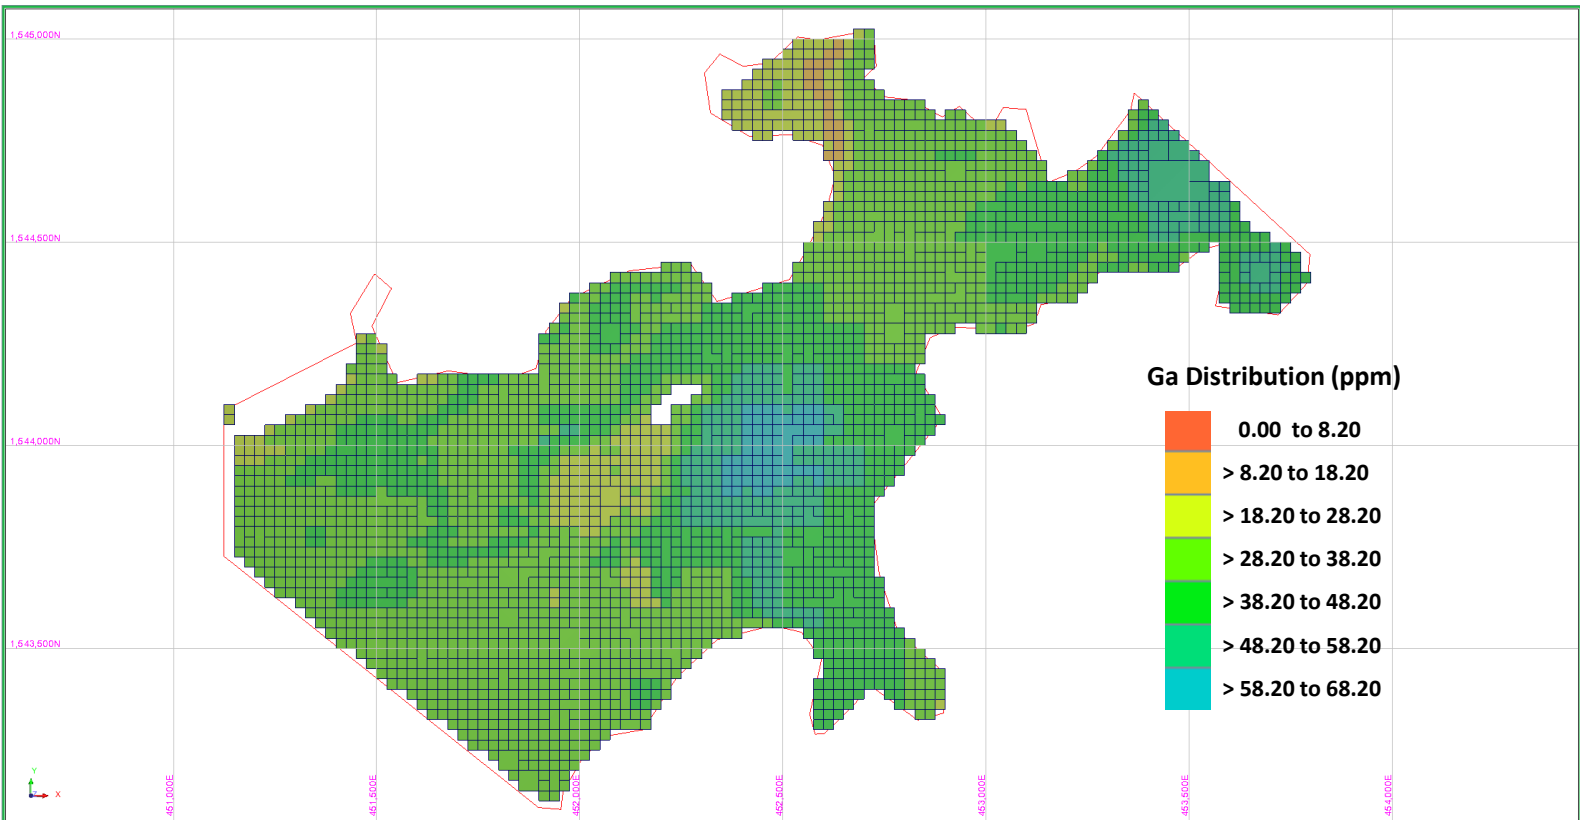 1,545,000N
1,544,500N
1,544,000N
1,543,500N
Ga Distribution (ppm)
0.00 to 8.20
> 8.20 to 18.20
> 18.20 to 28.20
> 28.20 to 38.20
> 38.20 to 48.20
> 48.20 to 58.20
> 58.20 to 68.20
451,000E
451,500E
452,000E
452,500E
453,000E
453,500E
454,000E
Y
Z X